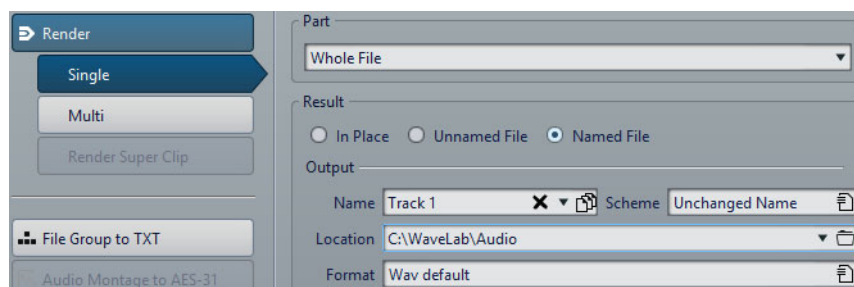 Render
Single
Multi
Render Super Clip
File Group to TXT
Audio Montage to AES-31
Part
Whole File
Result
In Place Unnamed File Named File
Output
Name Track 1 Scheme Unchanged Name
Location C:\WaveLab\Audio
Format Wav default